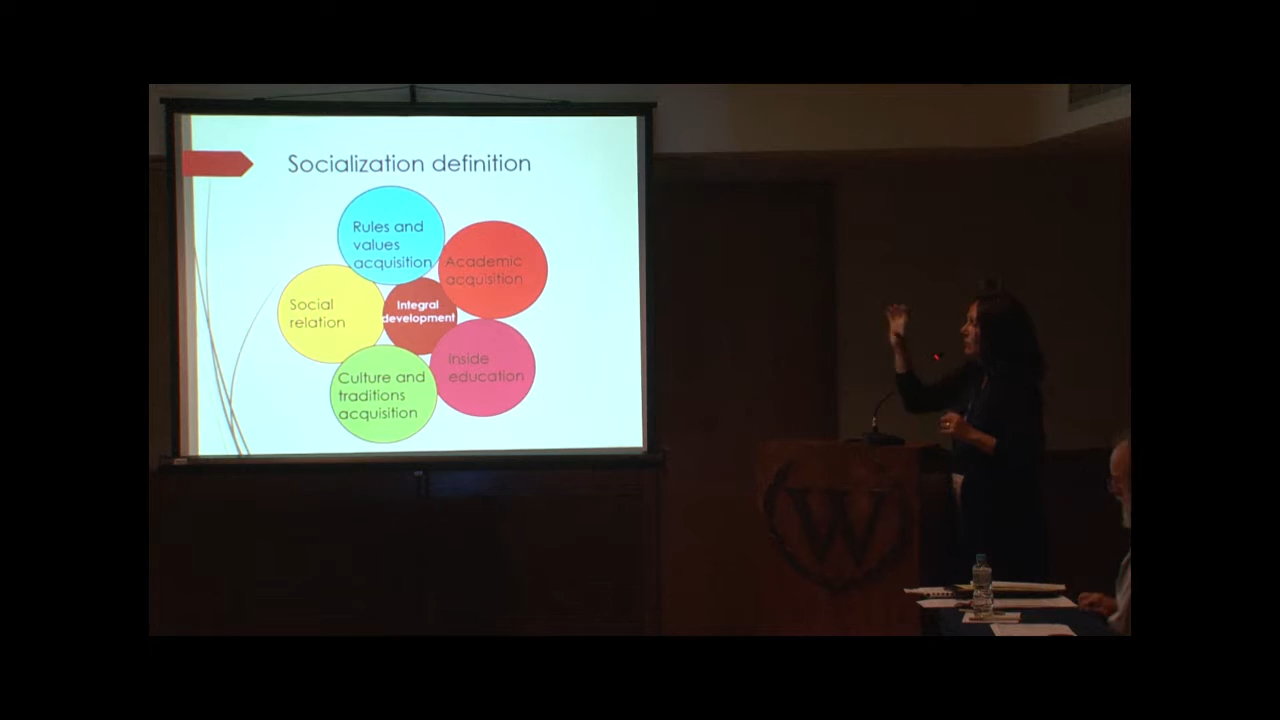 Socialization definition
Rules and
values
acquisition
Academic
acquisition
Social
relation
Integral
development
Inside
education
Culture and
traditions
acquisition
W